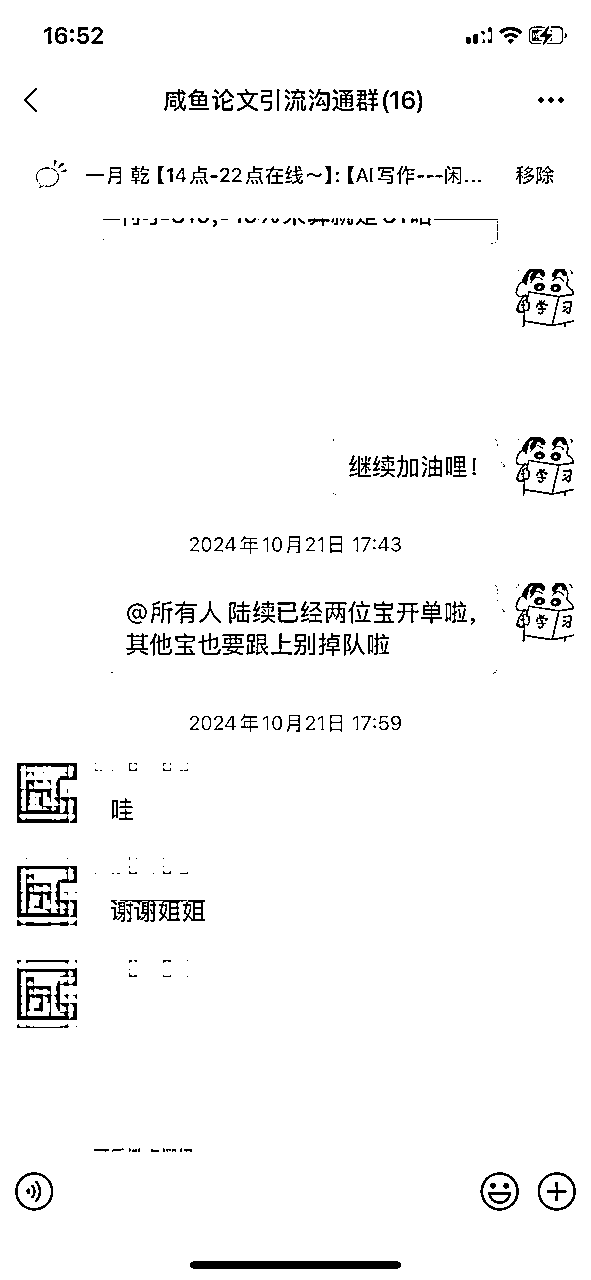 16:52
咸鱼论文引流沟通群(16)
一月 乾【14点-22点在线～】:【AI写作---闲...
移除
学 习
继续加油哩！
学 习
2024年10月21日 17:43
@所有人 陆续已经两位宝开单啦，
其他宝也要跟上别掉队啦
学 习
2024年10月21日 17:59
哇
谢谢姐姐